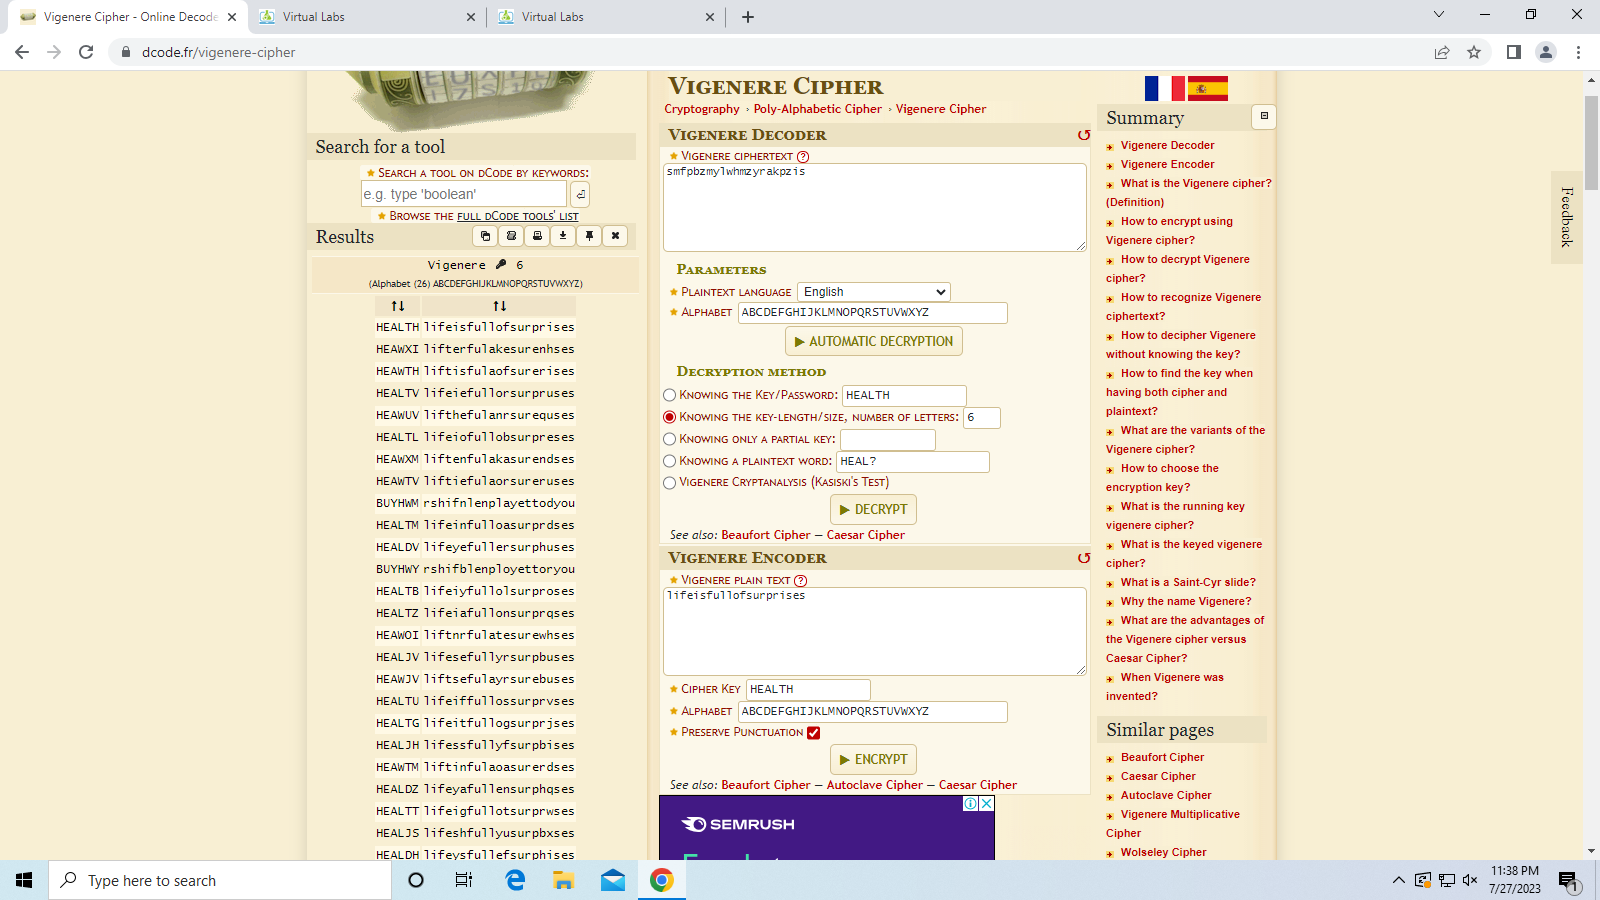 Vigenere Cipher - Online Decode
Virtual Labs
Virtual Labs
dcode.fr/vigenere-cipher
Search for a tool
SEARCH A TOOL ON DCODE BY KEYWORDS:
e.g. type 'boolean'
BROWSE THE FULL DCODE TOOLS' LIST
Results
Vigenere 6
(Alphabet (26) ABCDEFGHIJKLMNOPQRSTUVWXYZ)
↑↓ ↑↓
HEALTH lifeisfullofsurprises
HEAWXI lifterfulakesurenhses
HEAWTH liftisfulaofsurerises
HEALTV lifeiefullorsurpruses
HEAWUV lifthefulanrsurequses
HEALTL lifeiofullobsurpreses
HEAWXM liftenfulakasurendses
HEAWTV liftiefulaorsureruses
BUYHWM rshifnlenplayettodyou
HEALTM lifeinfulloasurprdses
HEALDV lifeyefullersurphuses
BUYHWY rshifblenployettoryou
HEALTB lifeiyfullolsurproses
HEALTZ lifeiafullonsurprqses
HEAWOI liftnrfulatesurewhses
HEALJV lifesefullyrsurpbuses
HEAWJV liftsefulayrsurebuses
HEALTU lifeiffullossurprvses
HEALTG lifeitfullogsurprjses
HEALJH lifessfullyfsurpbises
HEAWTM liftinfulaoasurerdses
HEALDZ lifeyafullensurphqses
HEALTT lifeigfullotsurprwses
HEALJS lifeshfullyusurpbxses
HEALDH lifeysfullefsurphises
VIGENERE CIPHER
Cryptography › Poly-Alphabetic Cipher › Vigenere Cipher
VIGENERE DECODER
VIGENERE CIPHERTEXT ?
smfpbzmylwhmzyrakpzis
PARAMETERS
PLAINTEXT LANGUAGE English
ALPHABET ABCDEFGHIJKLMNOPQRSTUVWXYZ
AUTOMATIC DECRYPTION
DECRYPTION METHOD
KNOWING THE KEY/PASSWORD: HEALTH
KNOWING THE KEY-LENGTH/SIZE, NUMBER OF LETTERS: 6
KNOWING ONLY A PARTIAL KEY:
KNOWING A PLAINTEXT WORD: HEAL?
VIGENERE CRYPTANALYSIS (KASISKI'S TEST)
DECRYPT
See also: Beaufort Cipher — Caesar Cipher
VIGENERE ENCODER
VIGENERE PLAIN TEXT ?
lifeisfullofsurprises
CIPHER KEY HEALTH
ALPHABET ABCDEFGHIJKLMNOPQRSTUVWXYZ
PRESERVE PUNCTUATION
ENCRYPT
See also: Beaufort Cipher — Autoclave Cipher — Caesar Cipher
SEMRUSH
Summary
Vigenere Decoder
Vigenere Encoder
What is the Vigenere cipher?
(Definition)
How to encrypt using
Vigenere cipher?
How to decrypt Vigenere
cipher?
How to recognize Vigenere
ciphertext?
How to decipher Vigenere
without knowing the key?
How to find the key when
having both cipher and
plaintext?
What are the variants of the
Vigenere cipher?
How to choose the
encryption key?
What is the running key
vigenere cipher?
What is the keyed vigenere
cipher?
What is a Saint-Cyr slide?
Why the name Vigenere?
What are the advantages of
the Vigenere cipher versus
Caesar Cipher?
When Vigenere was
invented?
Similar pages
Beaufort Cipher
Caesar Cipher
Autoclave Cipher
Vigenere Multiplicative
Cipher
Wolseley Cipher
Feedback
Type here to search
11:38 PM
7/27/2023
1